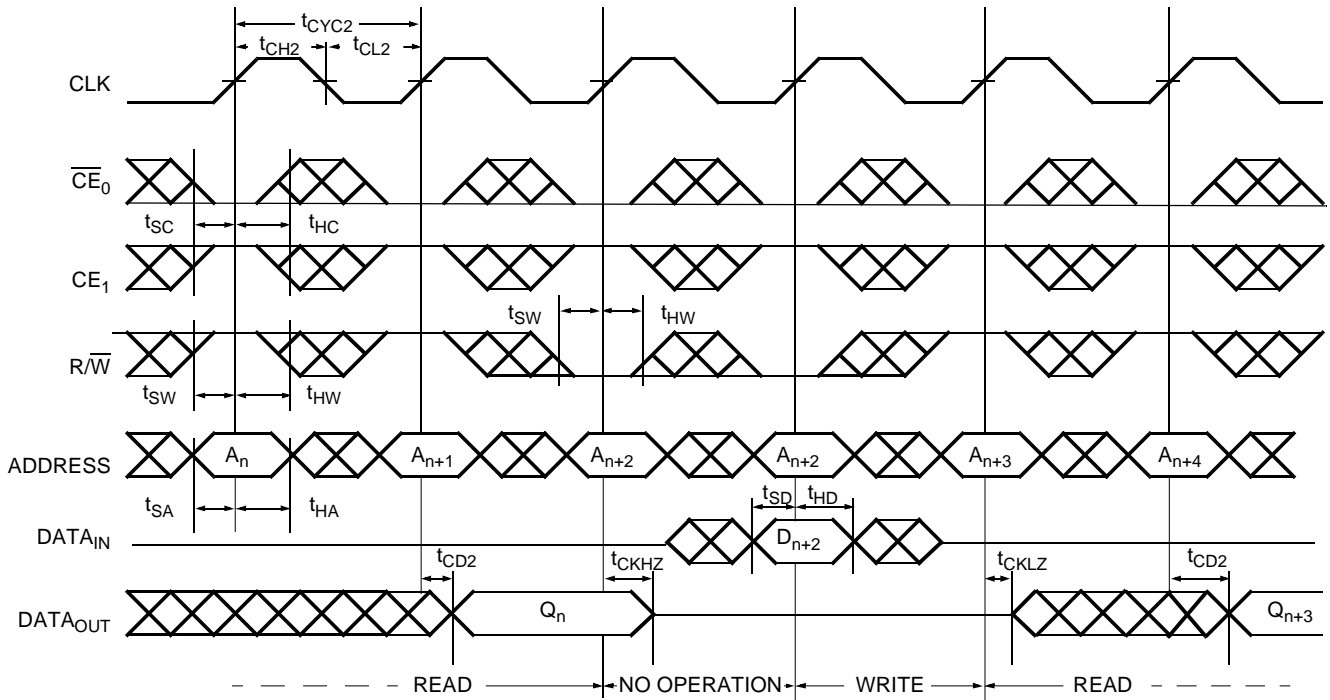 tCYC2
tCH2 tCL2
CLK
CE0
tSC tHC
CE1
tSW tHW
R/W
tSW tHW
ADDRESS An An+1 An+2 An+2 An+3 An+4
tSA tHA tSD tHD
DATAIN Dn+2
tCD2 tCKHZ tCKLZ tCD2
DATAOUT Qn Qn+3
READ NO OPERATION WRITE READ